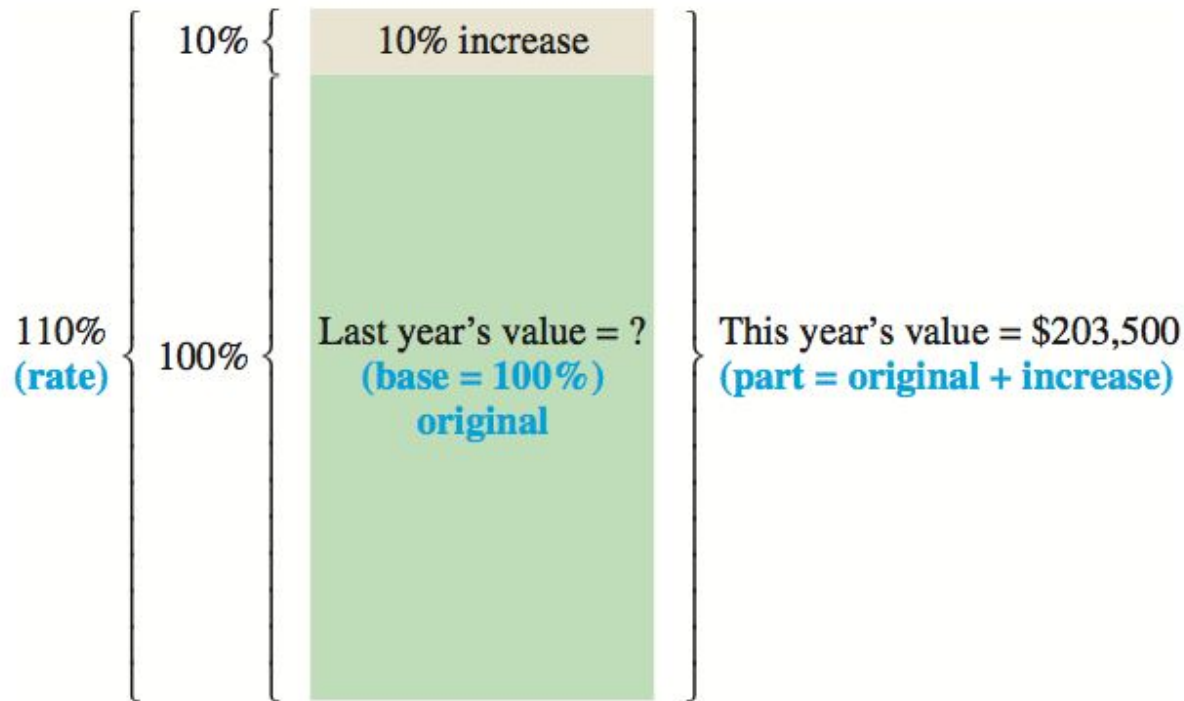 10%
10% increase
110%
(rate)
100%
Last year’s value = ?
(base = 100%)
original
This year’s value = $203,500
(part = original + increase)